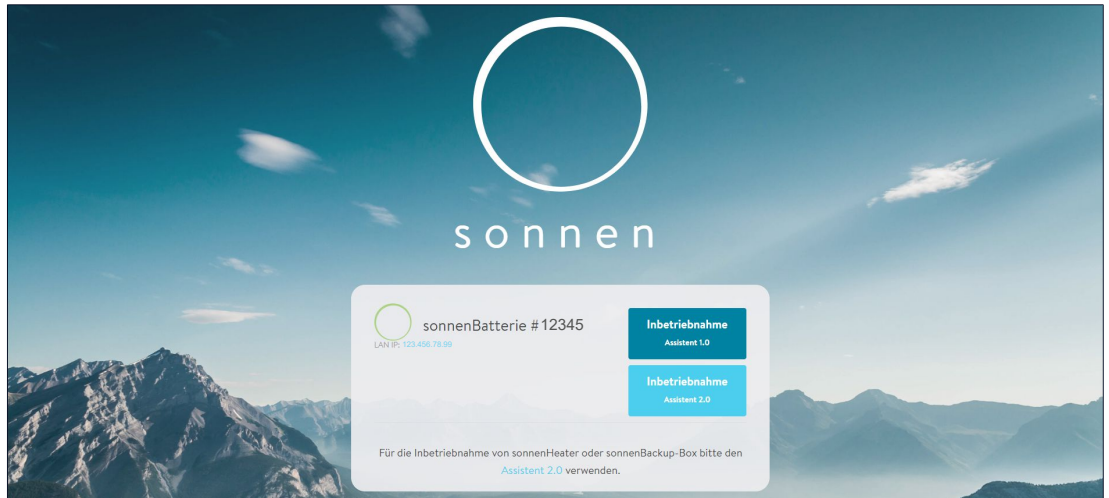 sonnen
sonnenBatterie #12345
LAN IP: 123.456.78.99
Inbetriebnahme
Assistent 1.0
Inbetriebnahme
Assistent 2.0
Für die Inbetriebnahme von sonnenHeater oder sonnenBackup-Box bitte den
Assistent 2.0 verwenden.